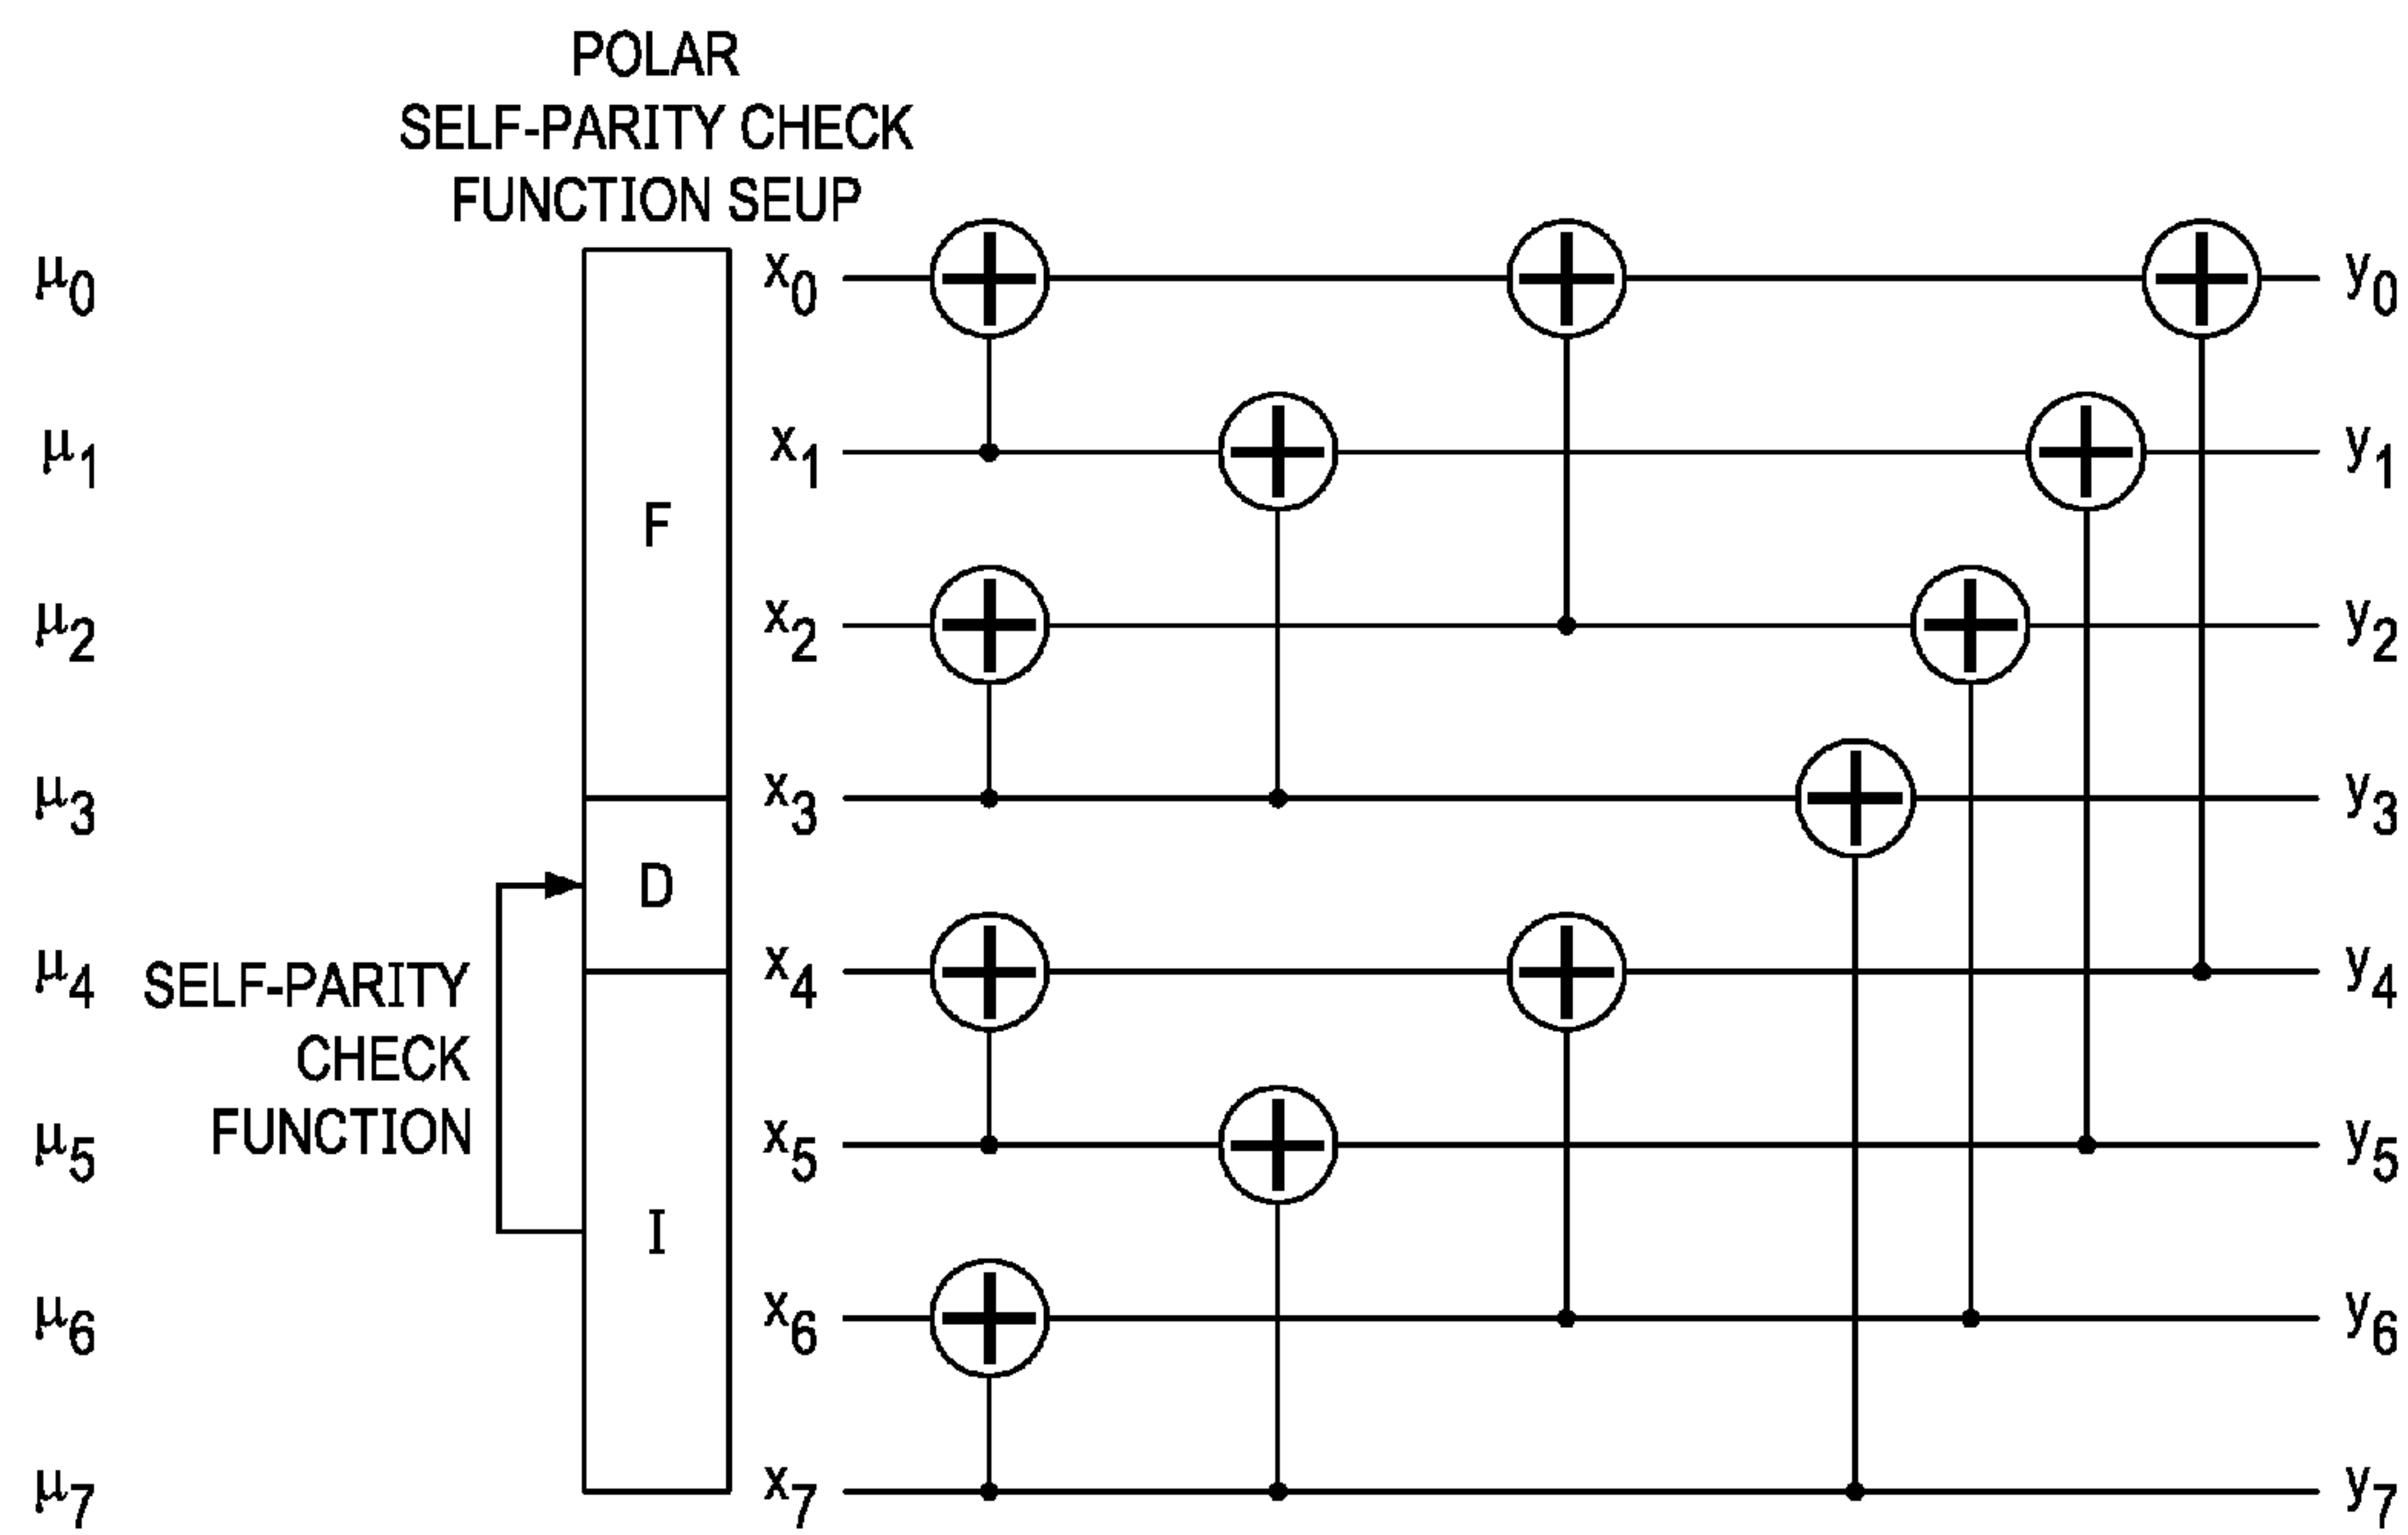 POLAR
SELF-PARITY CHECK
FUNCTION SEUP
μ0 x0 y0
μ1 x1 y1
F
μ2 x2 y2
μ3 x3 y3
D
μ4 x4 y4
SELF-PARITY
CHECK
FUNCTION
μ5 x5 y5
I
μ6 x6 y6
μ7 x7 y7